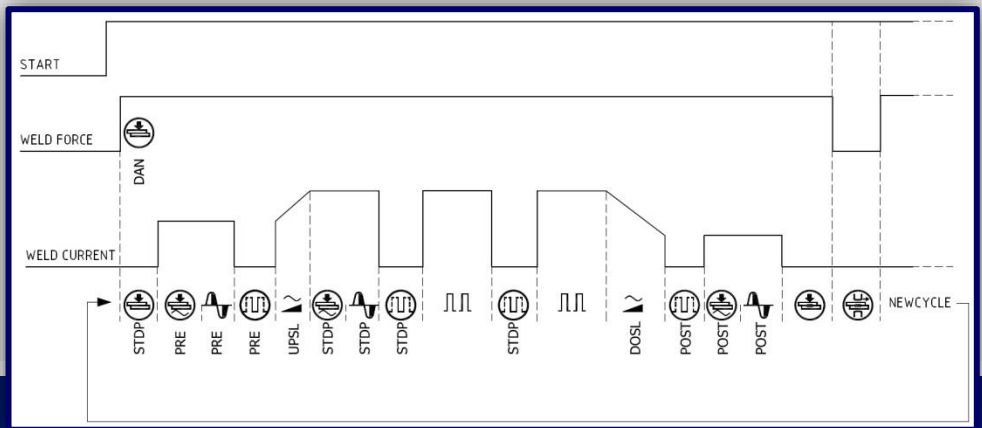 START
WELD FORCE
DAN
WELD CURRENT
NEWCYCLE
STDP
PRE
PRE
PRE
UPSL
STDP
STDP
STDP
STDP
DOSL
POST
POST
POST